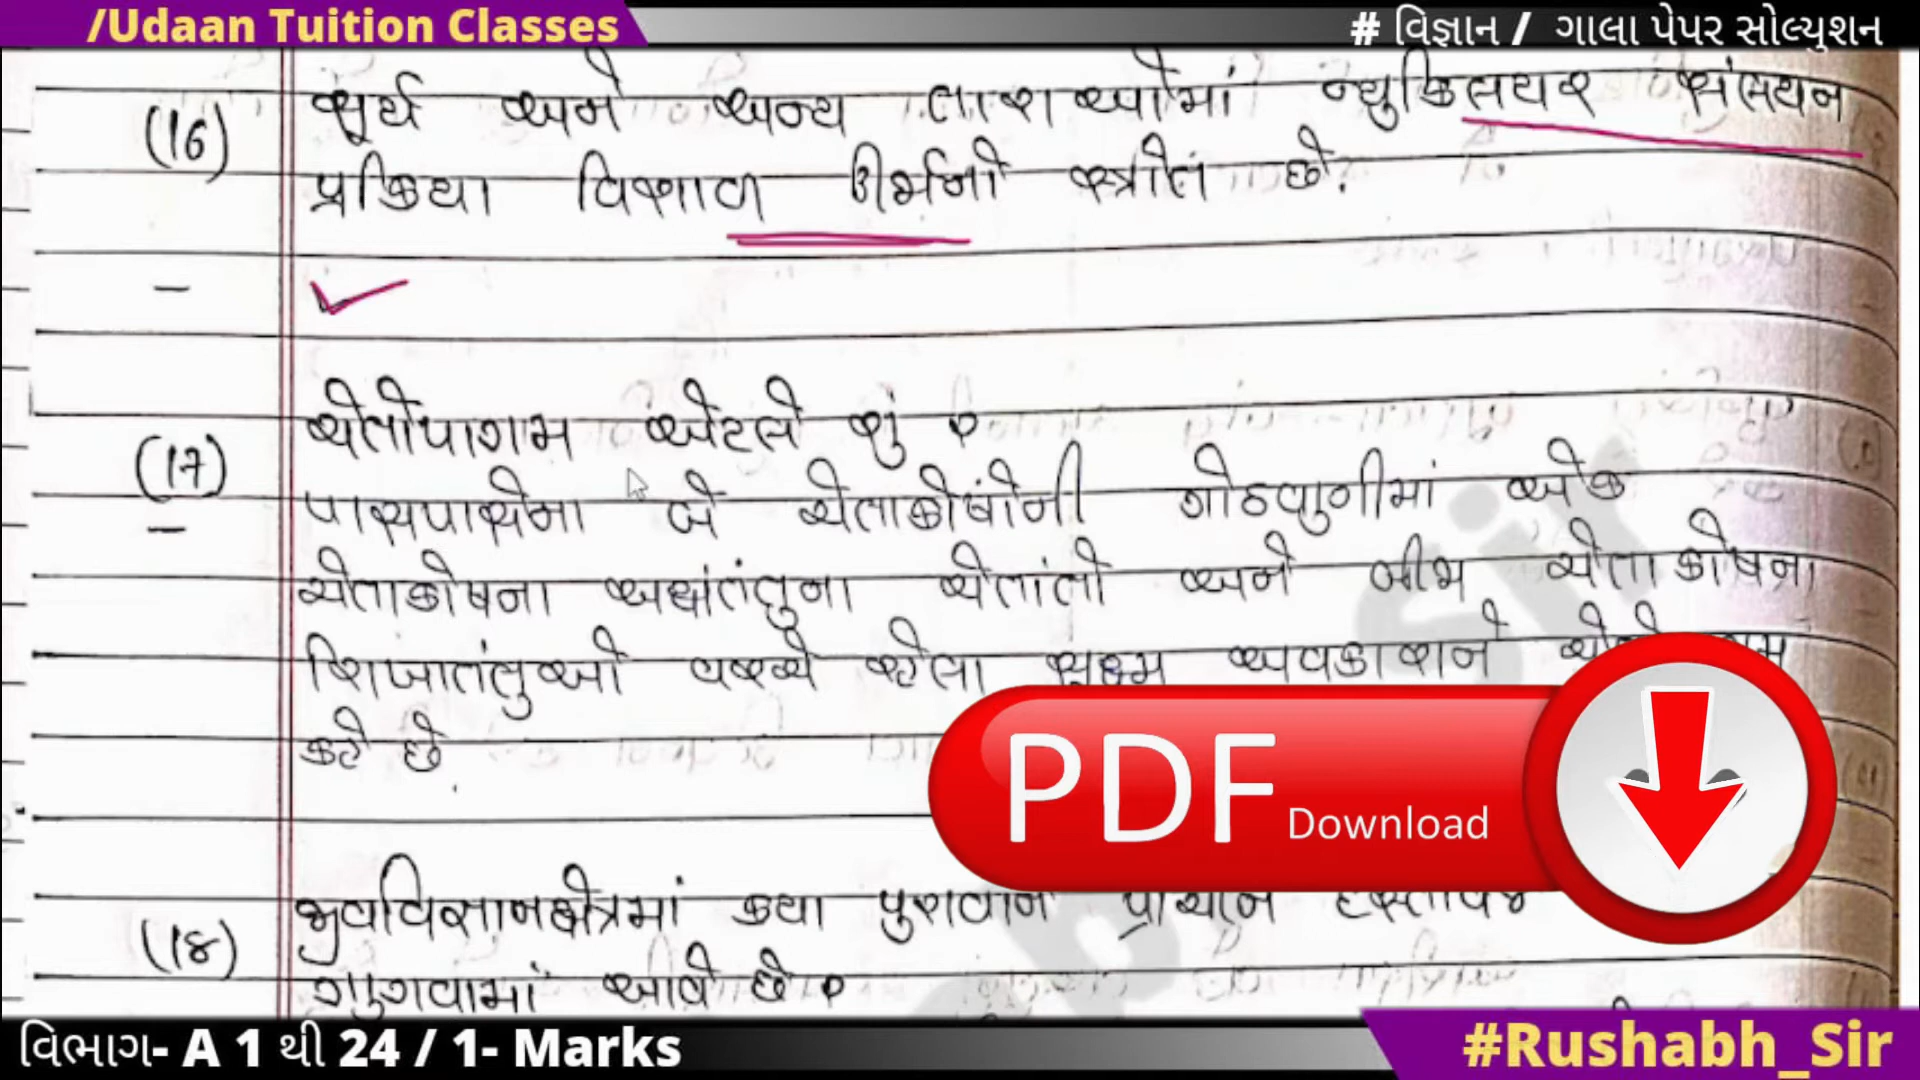 /Udaan Tuition Classes
# વિજ્ઞાન / ગાલા પેપર સોલ્યુશન
(16) સૂર્ય અને અન્ય તારાઓમાં ન્યુક્લિયર સંલયન
પ્રક્રિયા વિશાળ ઊર્જાનો સ્ત્રોત છે.
-
(17) ચેતોપાગમ એટલે શું ?
- પાસપાસેના બે ચેતાકોષોની ગોઠવણીમાં એક
ચેતાકોષના અક્ષતંતુના ચેતાંતો અને બીજા ચેતાકોષના
શિખાતંતુઓ વચ્ચે રહેલા સૂક્ષ્મ અવકાશને
કહે છે.
PDF Download
(18) જીવવિજ્ઞાનક્ષેત્રમાં કયા પુરાવાને પ્રાચીન દસ્તાવેજ
ગણવામાં આવે છે ?
વિભાગ- A 1 થી 24 / 1- Marks
#Rushabh_Sir